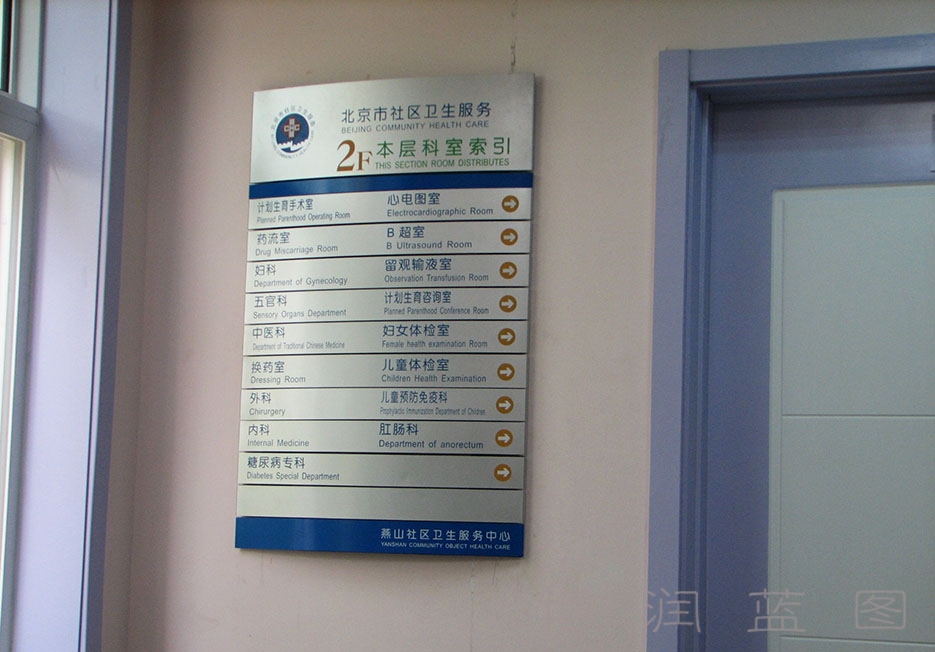 北京市社区卫生服务
BEIJING COMMUNITY HEALTH CARE
2F 本层科室索引
THIS SECTION ROOM DISTRIBUTES
计划生育手术室 心电图室
Planned Parenthood Operating Room Electrocardiographic Room
药流室 B 超室
Drug Miscarriage Room B Ultrasound Room
妇科 留观输液室
Department of Gynecology Observation Transfusion Room
五官科 计划生育咨询室
Sensory Organs Department Planned Parenthood Conference Room
中医科 妇女体检室
Department of Traditional Chinese Medicine Female health examination Room
换药室 儿童体检室
Dressing Room Children Health Examination
外科 儿童预防免疫科
Chirurgery Prophylactic Immunization Department of Children
内科 肛肠科
Internal Medicine Department of anorectum
糖尿病专科
Diabetes Special Department
燕山社区卫生服务中心
YANSHAN COMMUNITY OBJECT HEALTH CARE
润蓝图